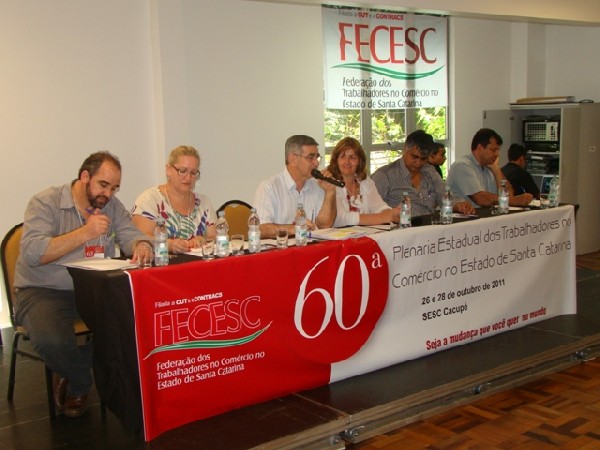 Filiada a CUT e a CONTRACS
FECESC
Federação dos
Trabalhadores no Comércio no
Estado de Santa Catarina
Filiada a CUT e CONTRACS
FECESC
Federação dos
Trabalhadores no Comércio no
Estado de Santa Catarina
60ª
Plenária Estadual dos Trabalhadores no
Comércio no Estado de Santa Catarina
26 e 28 de outubro de 2011
SESC Cacupé
Seja a mudança que você quer no mundo